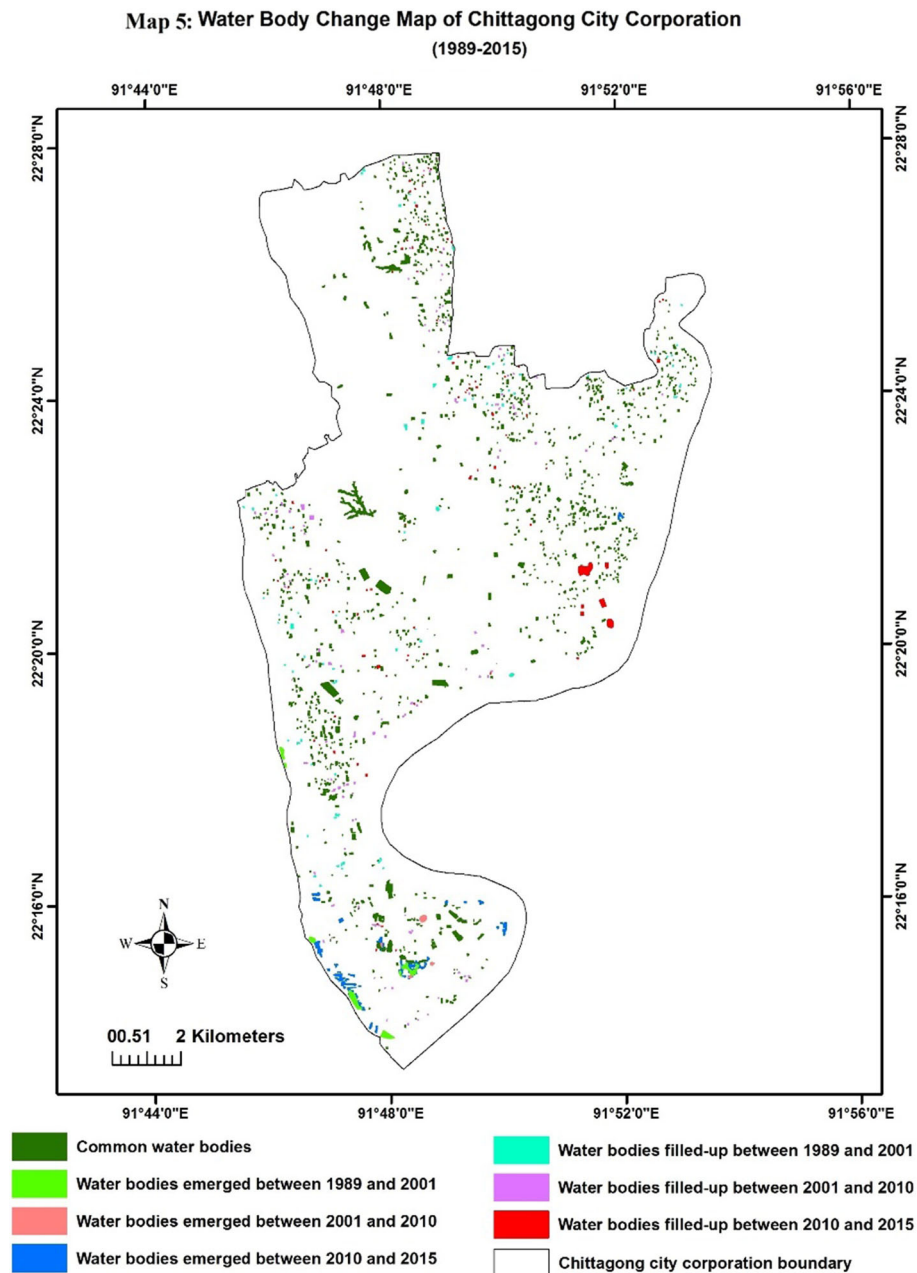 Map 5: Water Body Change Map of Chittagong City Corporation
(1989-2015)
91°44'0"E 91°48'0"E 91°52'0"E 91°56'0"E
22°28'0"N 22°28'0"N
22°24'0"N 22°24'0"N
22°20'0"N 22°20'0"N
22°16'0"N 22°16'0"N
N
W E
S
00.51 2 Kilometers
91°44'0"E 91°48'0"E 91°52'0"E 91°56'0"E
Common water bodies
Water bodies emerged between 1989 and 2001
Water bodies emerged between 2001 and 2010
Water bodies emerged between 2010 and 2015
Water bodies filled-up between 1989 and 2001
Water bodies filled-up between 2001 and 2010
Water bodies filled-up between 2010 and 2015
Chittagong city corporation boundary